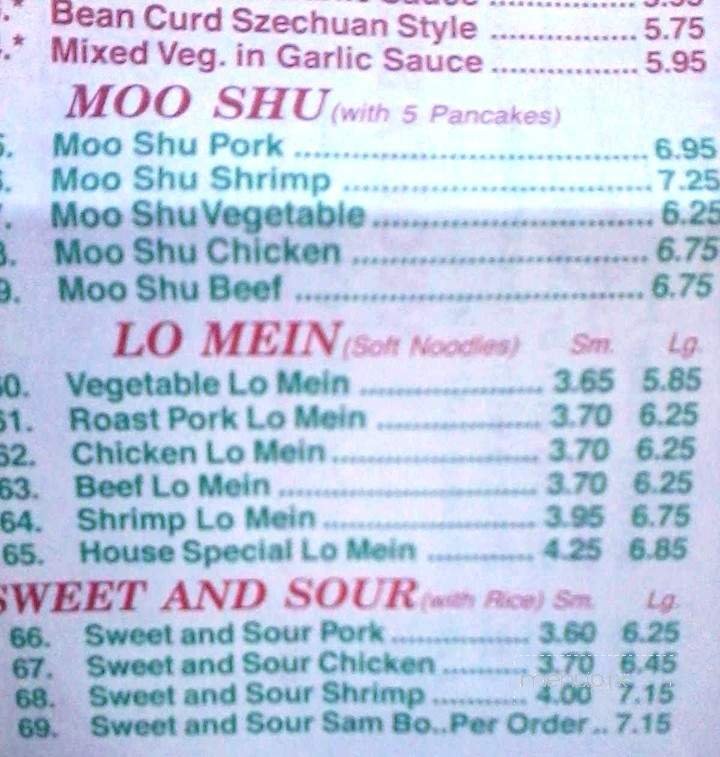 .* Bean Curd Szechuan Style ................ 5.75
.* Mixed Veg. in Garlic Sauce ................ 5.95
MOO SHU (with 5 Pancakes)
Moo Shu Pork ................ 6.95
Moo Shu Shrimp ................ 7.25
Moo Shu Vegetable ................ 6.25
Moo Shu Chicken ................ 6.75
9. Moo Shu Beef ................ 6.75
LO MEIN (Soft Noodles) Sm. Lg.
60. Vegetable Lo Mein ................ 3.65 5.85
61. Roast Pork Lo Mein ................ 3.70 6.25
62. Chicken Lo Mein ................ 3.70 6.25
63. Beef Lo Mein ................ 3.70 6.25
64. Shrimp Lo Mein ................ 3.95 6.75
65. House Special Lo Mein ........... 4.25 6.85
SWEET AND SOUR (with Rice) Sm. Lg.
66. Sweet and Sour Pork ................ 3.60 6.25
67. Sweet and Sour Chicken .......... 3.70 6.45
68. Sweet and Sour Shrimp ........... 4.00 7.15
69. Sweet and Sour Sam Bo..Per Order.. 7.15